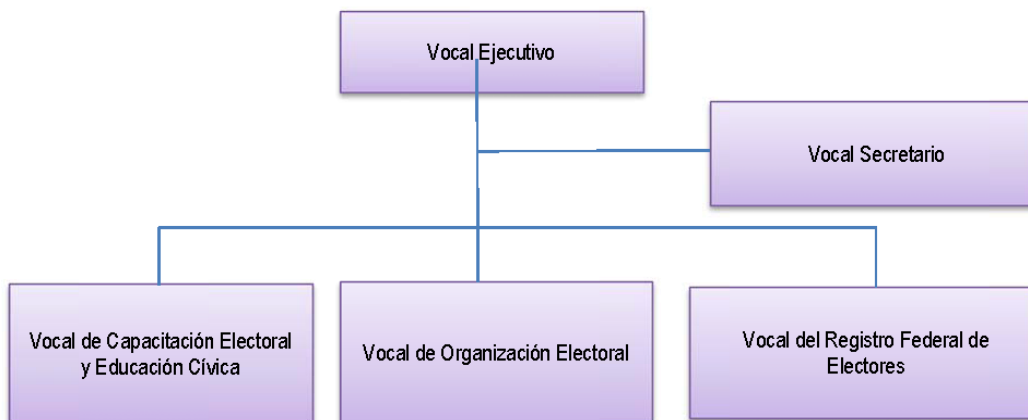 Vocal Ejecutivo
Vocal Secretario
Vocal de Capacitación Electoral
y Educación Cívica
Vocal de Organización Electoral
Vocal del Registro Federal de
Electores